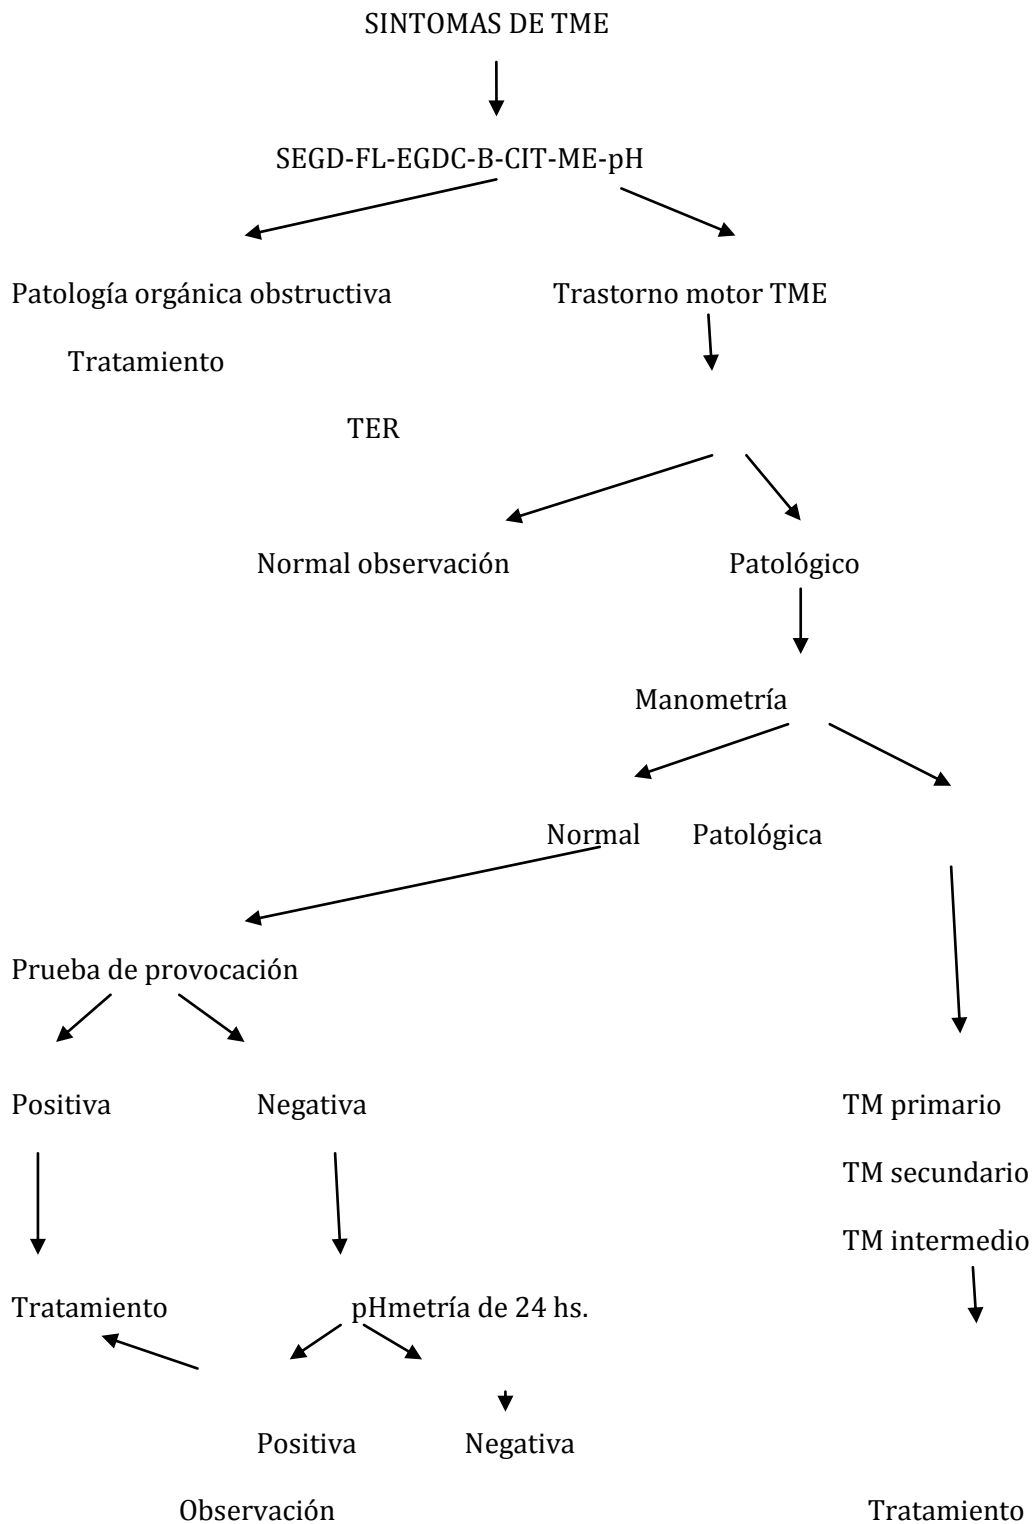 SINTOMAS DE TME
SEGD-FL-EGDC-B-CIT-ME-pH
Patología orgánica obstructiva Trastorno motor TME
Tratamiento
TER
Normal observación Patológico
Manometría
Normal Patológica
Prueba de provocación
Positiva Negativa TM primario
TM secundario
TM intermedio
Tratamiento pHmetría de 24 hs.
Positiva Negativa
Observación Tratamiento